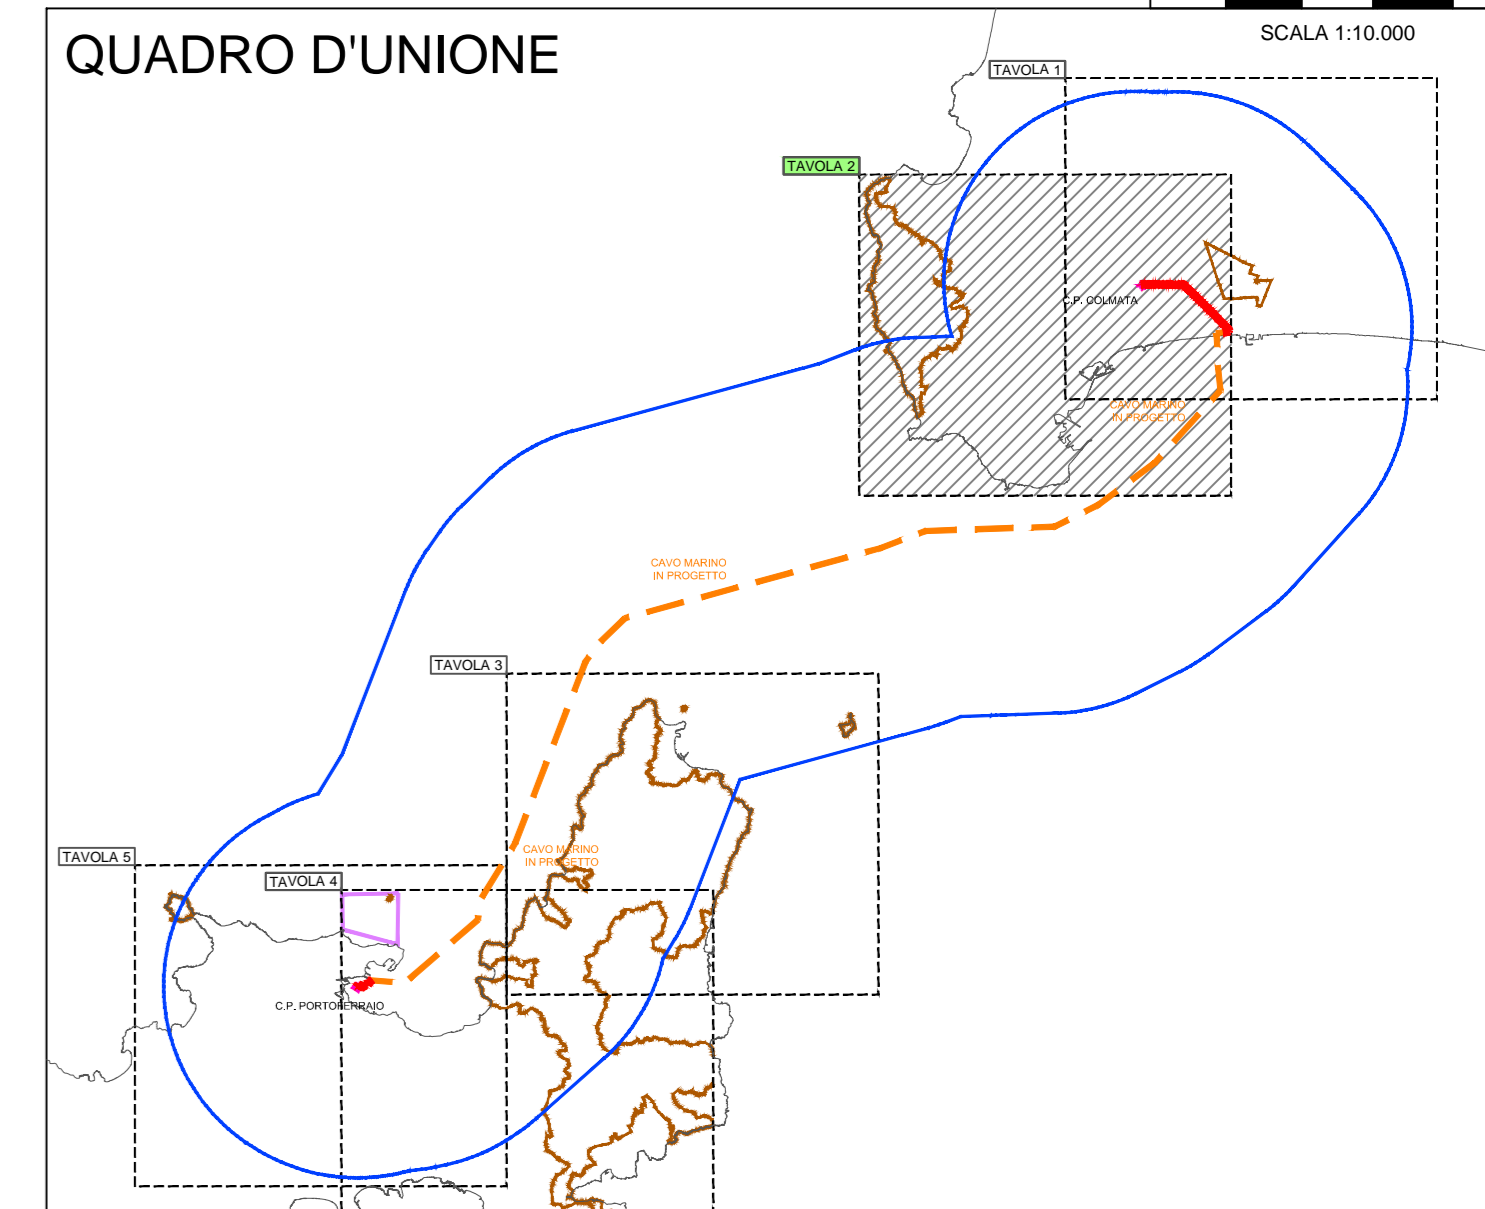 QUADRO D'UNIONE
SCALA 1:10.000
TAVOLA 1
TAVOLA 2
C.P. COLMATA
CAVO MARINO
IN PROGETTO
CAVO MARINO
IN PROGETTO
TAVOLA 3
CAVO MARINO
IN PROGETTO
TAVOLA 5
TAVOLA 4
C.P. PORTOFERRAIO